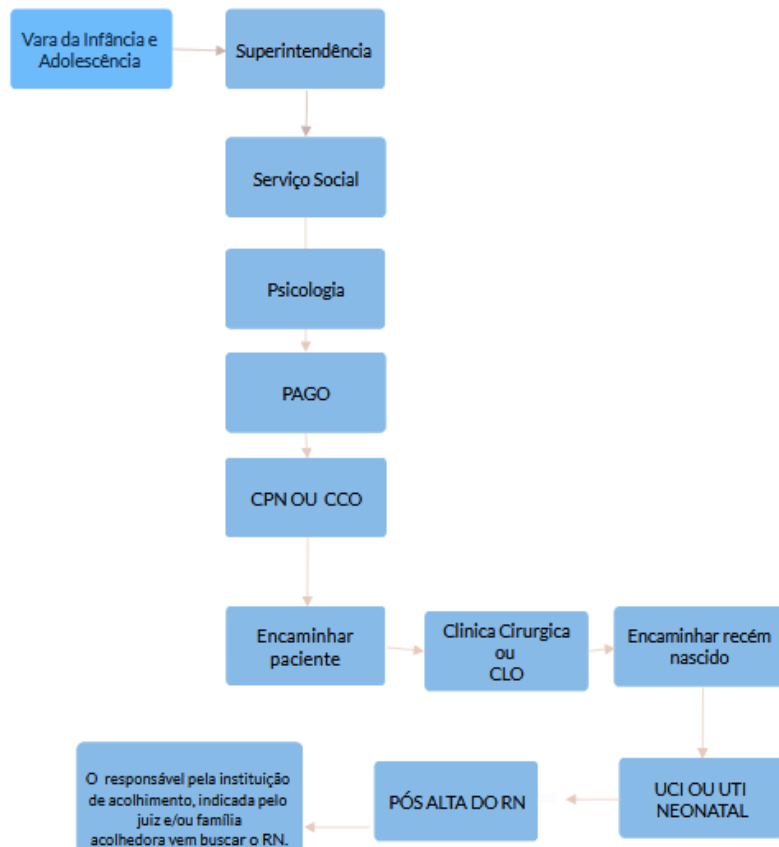 Vara da Infância e
Adolescência
Superintendência
Serviço Social
Psicologia
PAGO
CPN OU CCO
Encaminhar
paciente
Clinica Cirurgica
ou
CLO
Encaminhar recém
nascido
UCI OU UTI
NEONATAL
PÓS ALTA DO RN
O responsável pela instituição
de acolhimento, indicada pelo
juiz e/ou família
acolhedora vem buscar o RN.